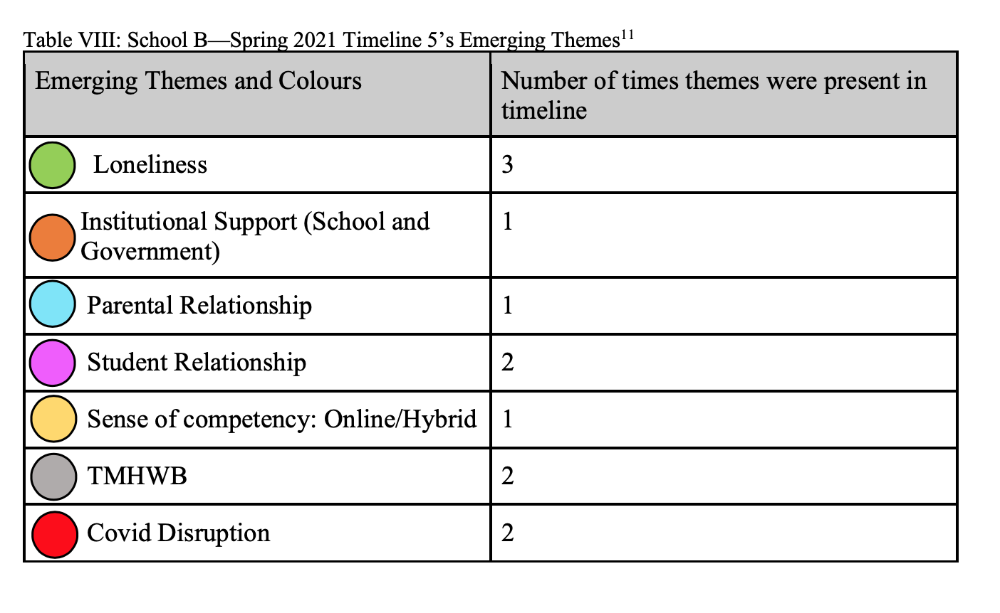 Table VIII: School B—Spring 2021 Timeline 5’s Emerging Themes¹¹
Emerging Themes and Colours
Number of times themes were present in
timeline
Loneliness
3
Institutional Support (School and
Government)
1
Parental Relationship
1
Student Relationship
2
Sense of competency: Online/Hybrid
1
TMHWB
2
Covid Disruption
2